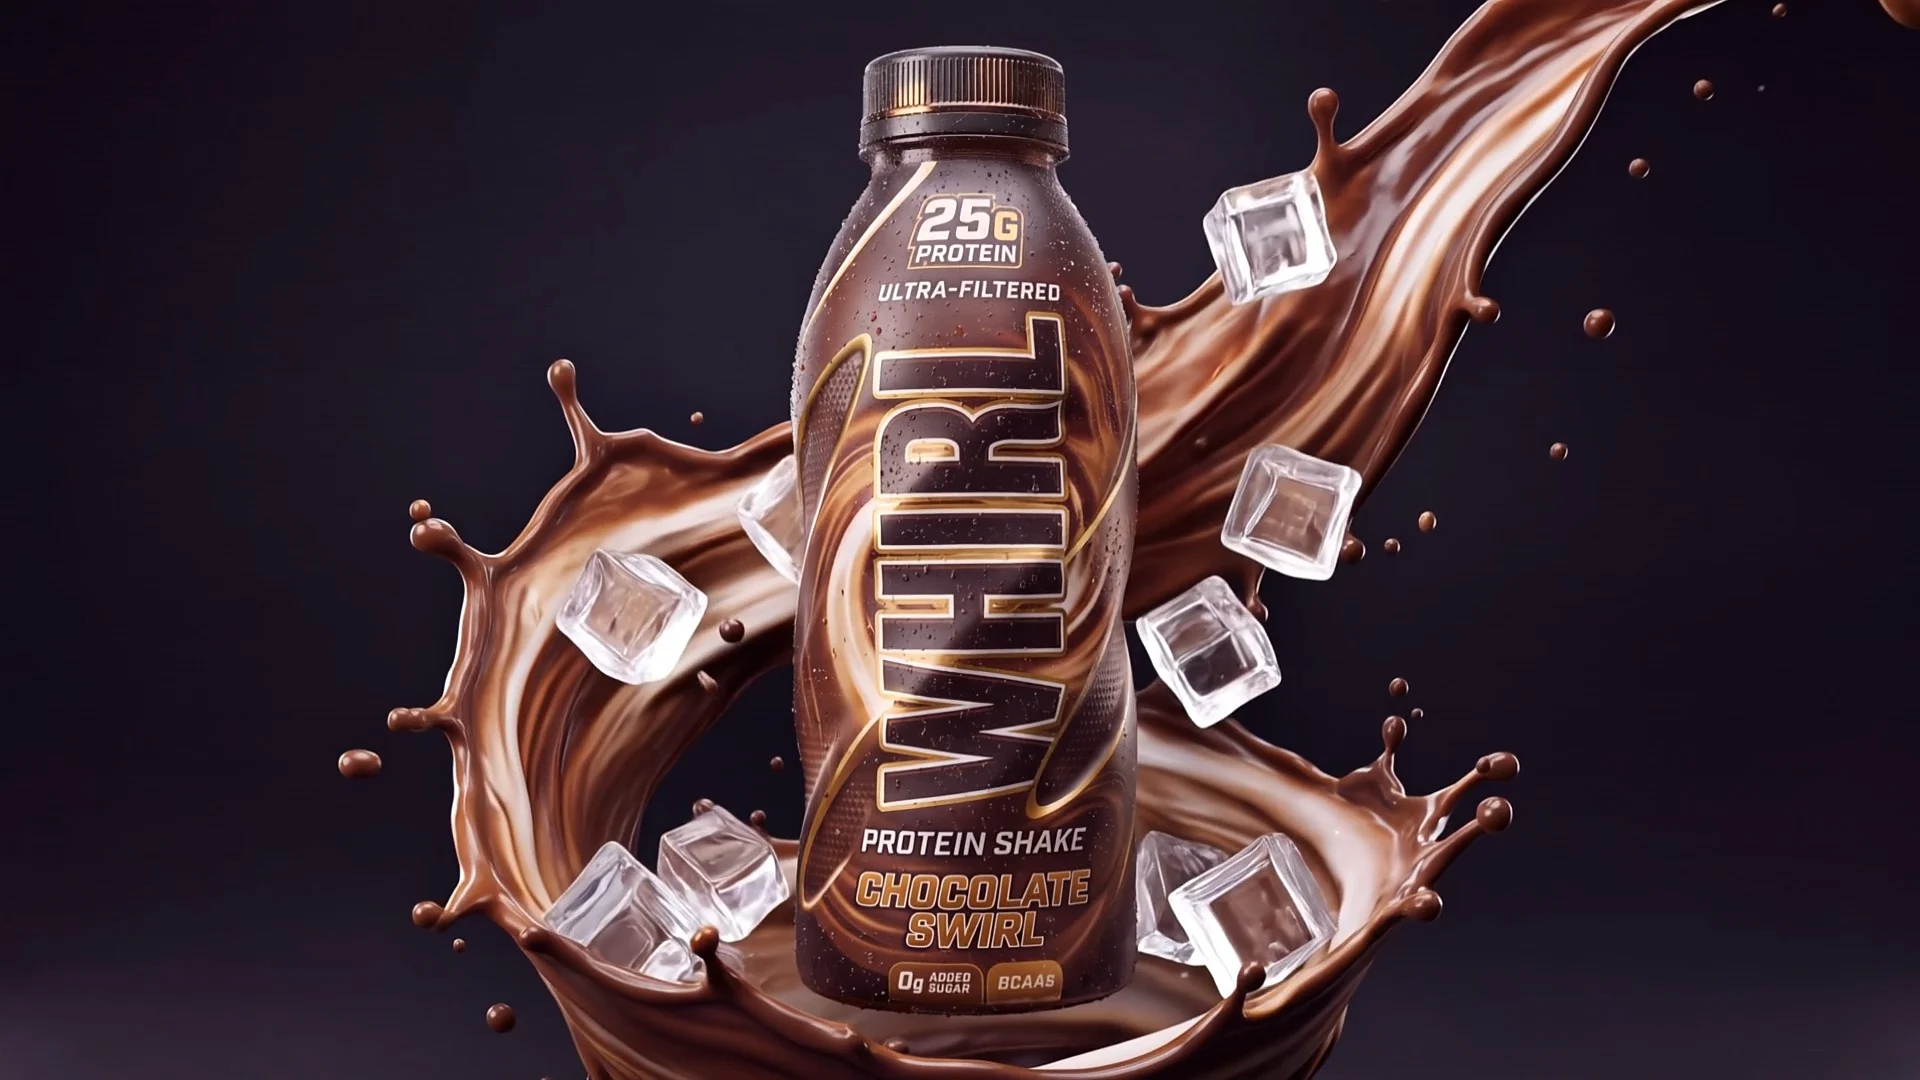 25G
PROTEIN
ULTRA-FILTERED
WHIRL
PROTEIN SHAKE
CHOCOLATE
SWIRL
0g ADDED SUGAR
BCAAS